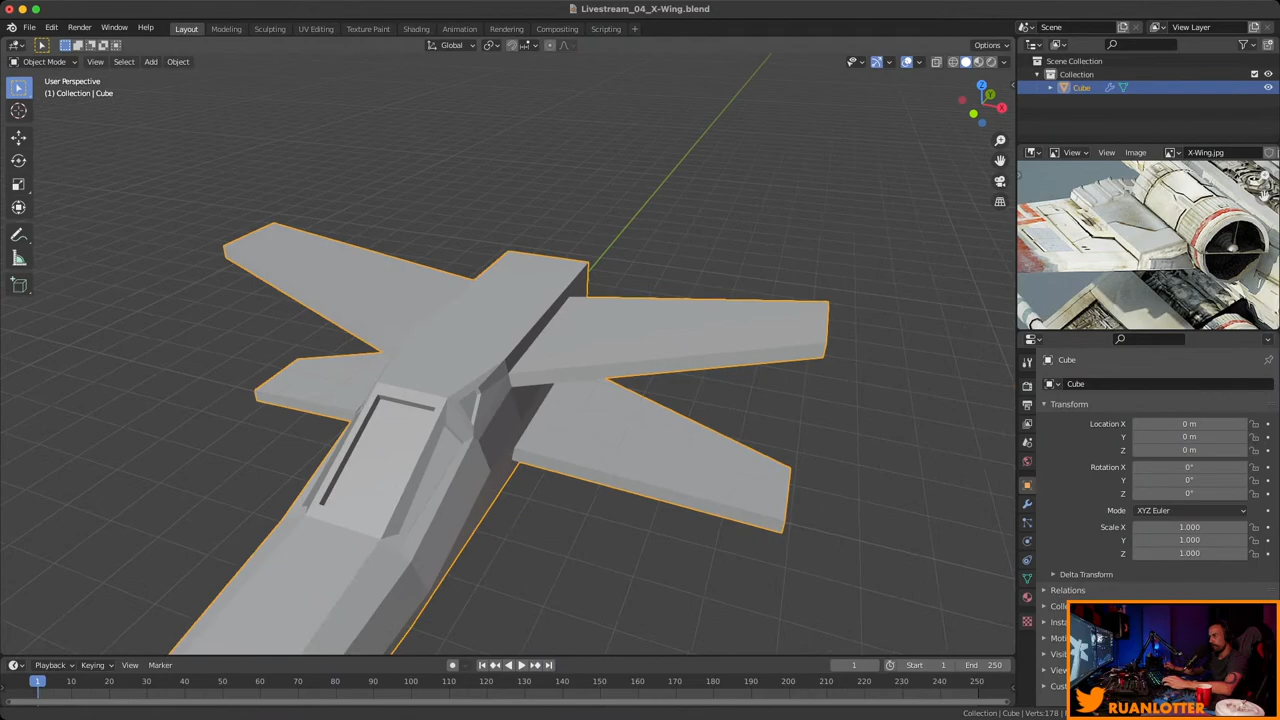 Livestream_04_X-Wing.blend
File Edit Render Window Help Layout Modeling Sculpting UV Editing Texture Paint Shading Animation Rendering Compositing Scripting + Scene View Layer
Global Options
Object Mode View Select Add Object
User Perspective
(1) Collection | Cube
Scene Collection
Collection
Cube
View View Image X-Wing.jpg
Cube
Cube
Transform
Location X 0 m
Y 0 m
Z 0 m
Rotation X 0°
Y 0°
Z 0°
Mode XYZ Euler
Scale X 1.000
Y 1.000
Z 1.000
Delta Transform
Relations
Playback Keying View Marker 1 Start 1 End 250
1 10 20 30 40 50 60 70 80 90 100 110 120 130 140 150 160 170 180 190 200 210 220 230 240 250
Collection | Cube | Verts:178 |
RUANLOTTER